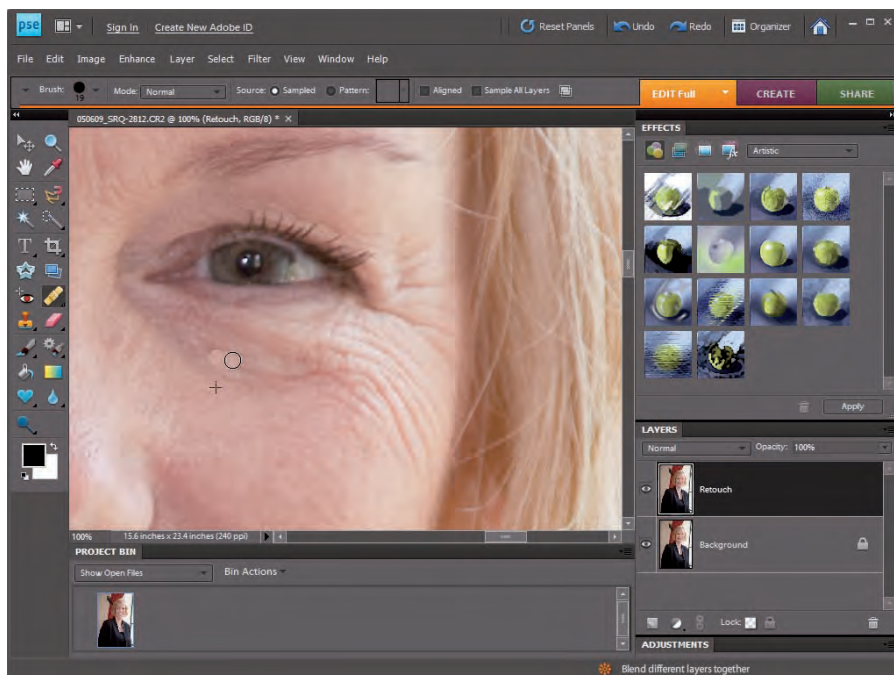 pse Sign In Create New Adobe ID Reset Panels Undo Redo Organizer
File Edit Image Enhance Layer Select Filter View Window Help
Brush: 19 Mode: Normal Source: Sampled Pattern: Aligned Sample All Layers EDIT Full CREATE SHARE
050609_SRQ-2812.CR2 @ 100% (Retouch, RGB/8) *
EFFECTS
Artistic
T
Apply
LAYERS
Normal Opacity: 100%
Retouch
Background
100% 15.6 inches x 23.4 inches (240 ppi)
PROJECT BIN
Show Open Files Bin Actions
Lock:
ADJUSTMENTS
Blend different layers together